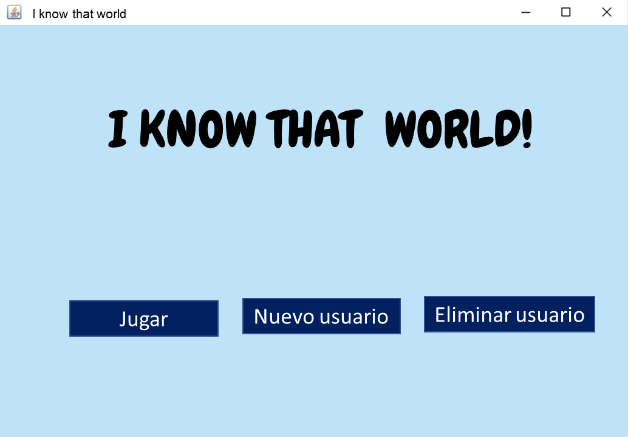 I know that world
I KNOW THAT WORLD!
Jugar
Nuevo usuario
Eliminar usuario